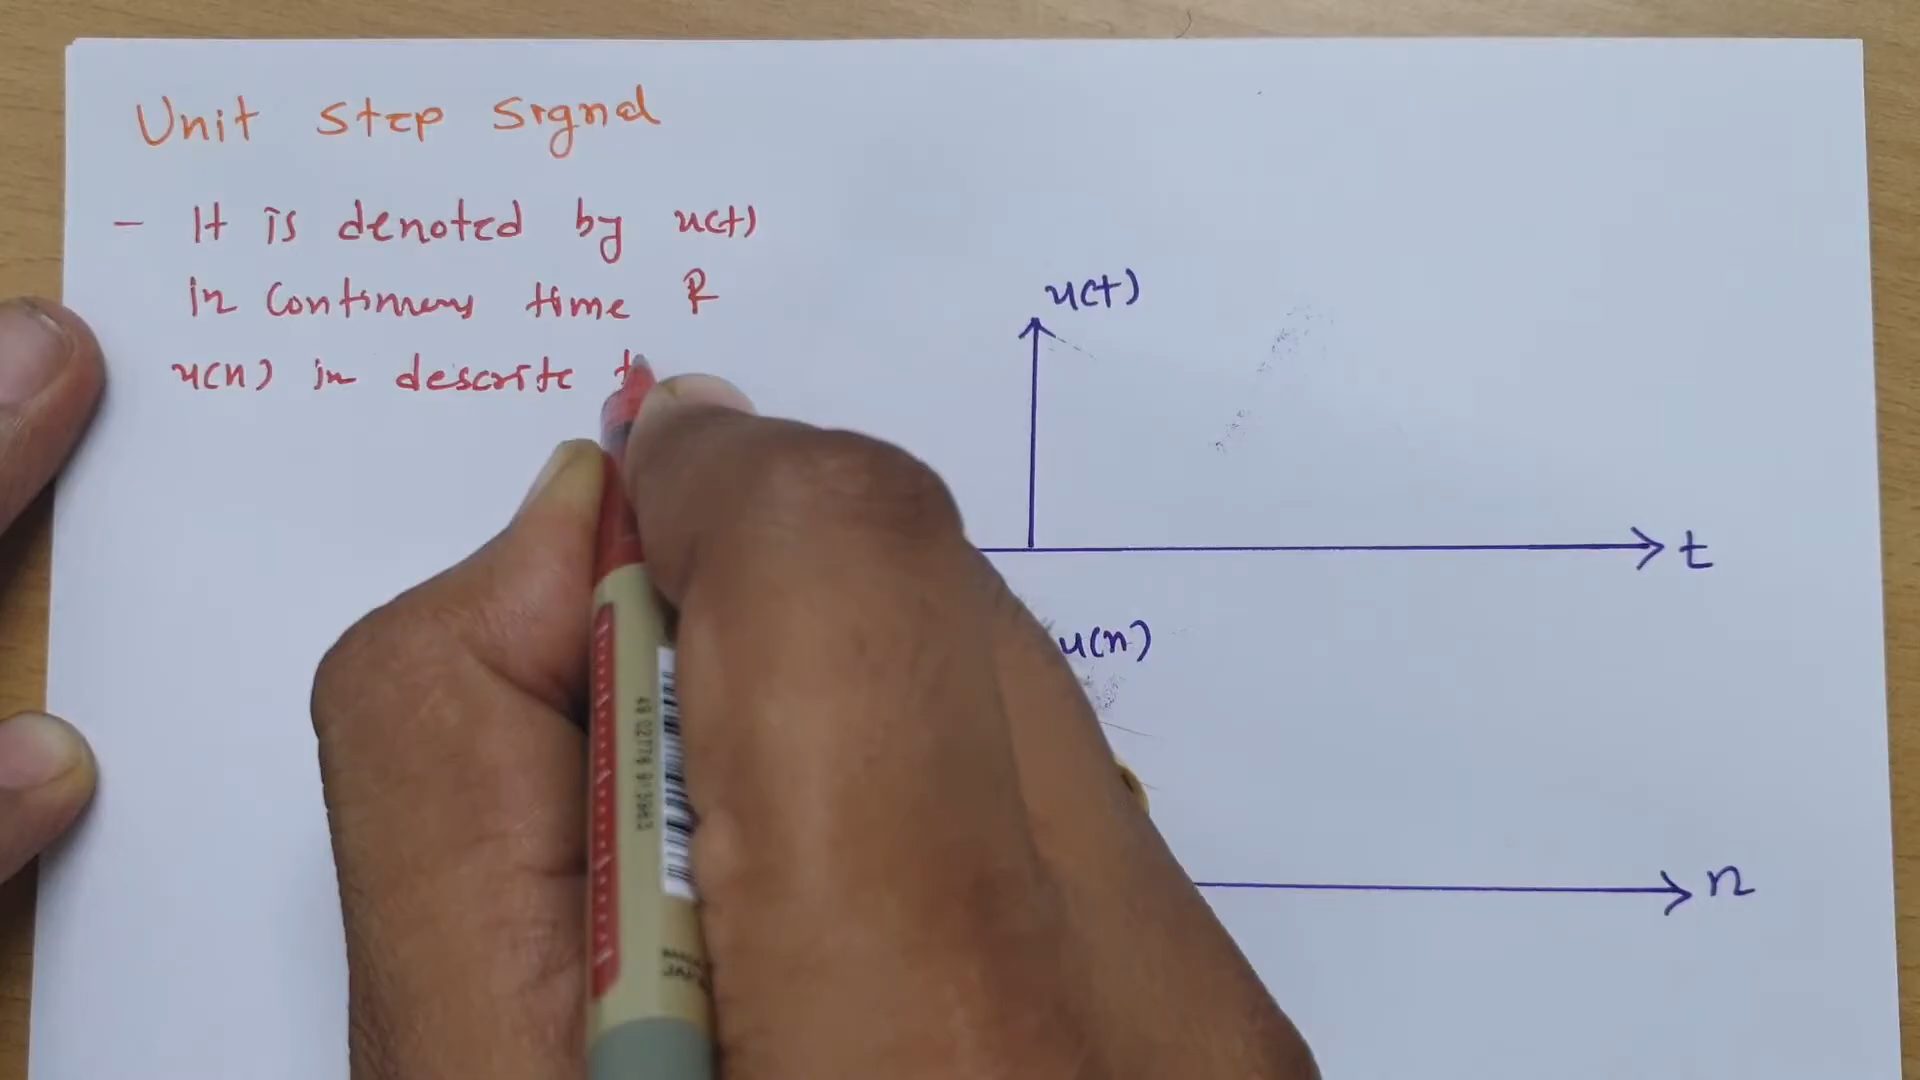 Unit Step Signal
- It is denoted by u(t)
in Continuous time &
u(n) in descrite t
u(t)
t
u(n)
n